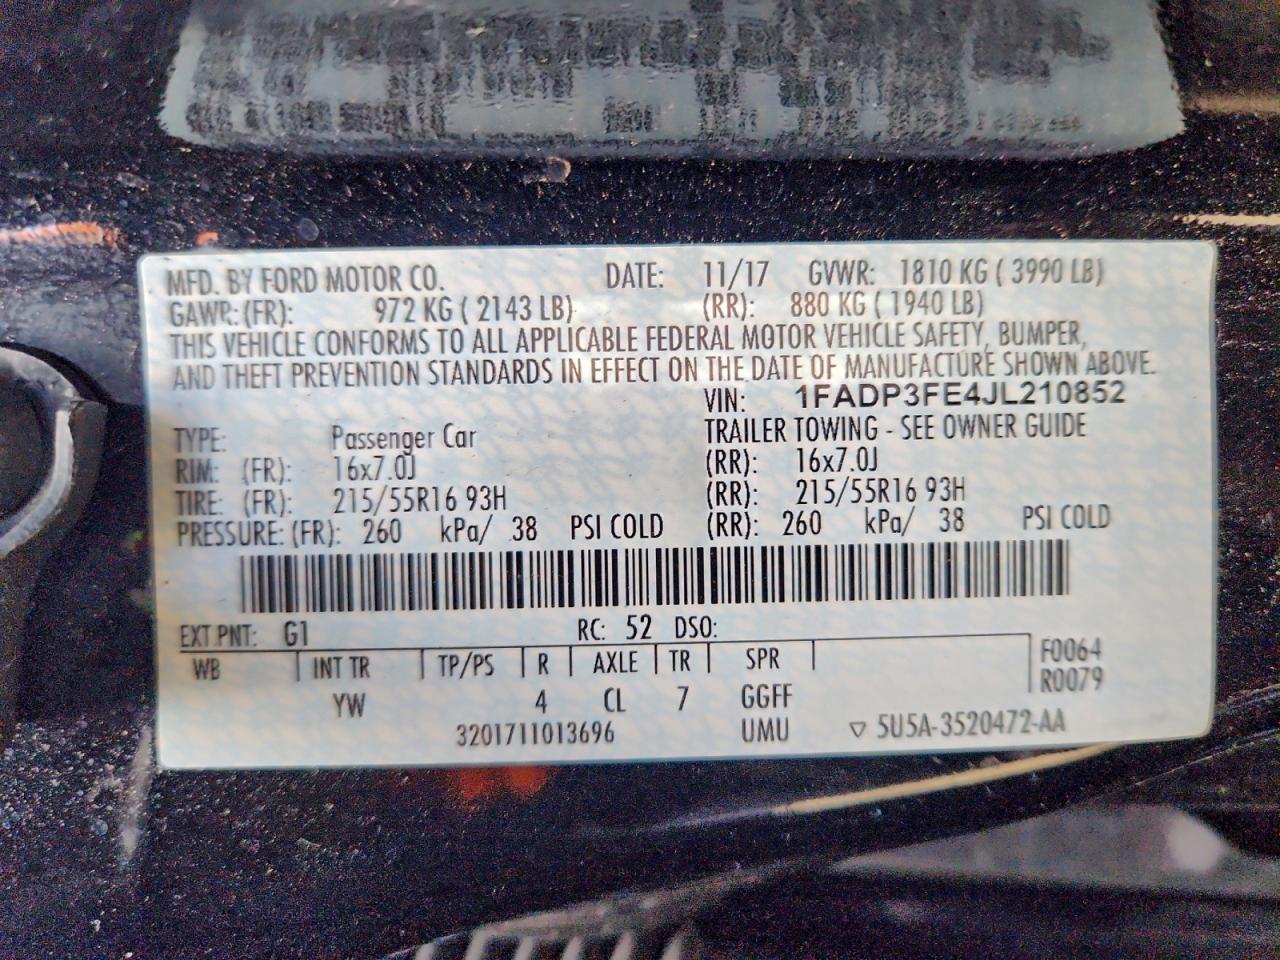 MFD. BY FORD MOTOR CO. DATE: 11/17 GVWR: 1810 KG ( 3990 LB)
GAWR: (FR): 972 KG ( 2143 LB) (RR): 880 KG ( 1940 LB)
THIS VEHICLE CONFORMS TO ALL APPLICABLE FEDERAL MOTOR VEHICLE SAFETY, BUMPER,
AND THEFT PREVENTION STANDARDS IN EFFECT ON THE DATE OF MANUFACTURE SHOWN ABOVE.
VIN: 1FADP3FE4JL210852
TYPE: Passenger Car TRAILER TOWING - SEE OWNER GUIDE
RIM: (FR): 16x7.0J (RR): 16x7.0J
TIRE: (FR): 215/55R16 93H (RR): 215/55R16 93H
PRESSURE: (FR): 260 kPa/ 38 PSI COLD (RR): 260 kPa/ 38 PSI COLD
EXT PNT: G1 RC: 52 DSO:
WB INT TR TP/PS R AXLE TR SPR F0064
YW 4 CL 7 GGFF R0079
3201711013696 UMU ▽ 5U5A-3520472-AA